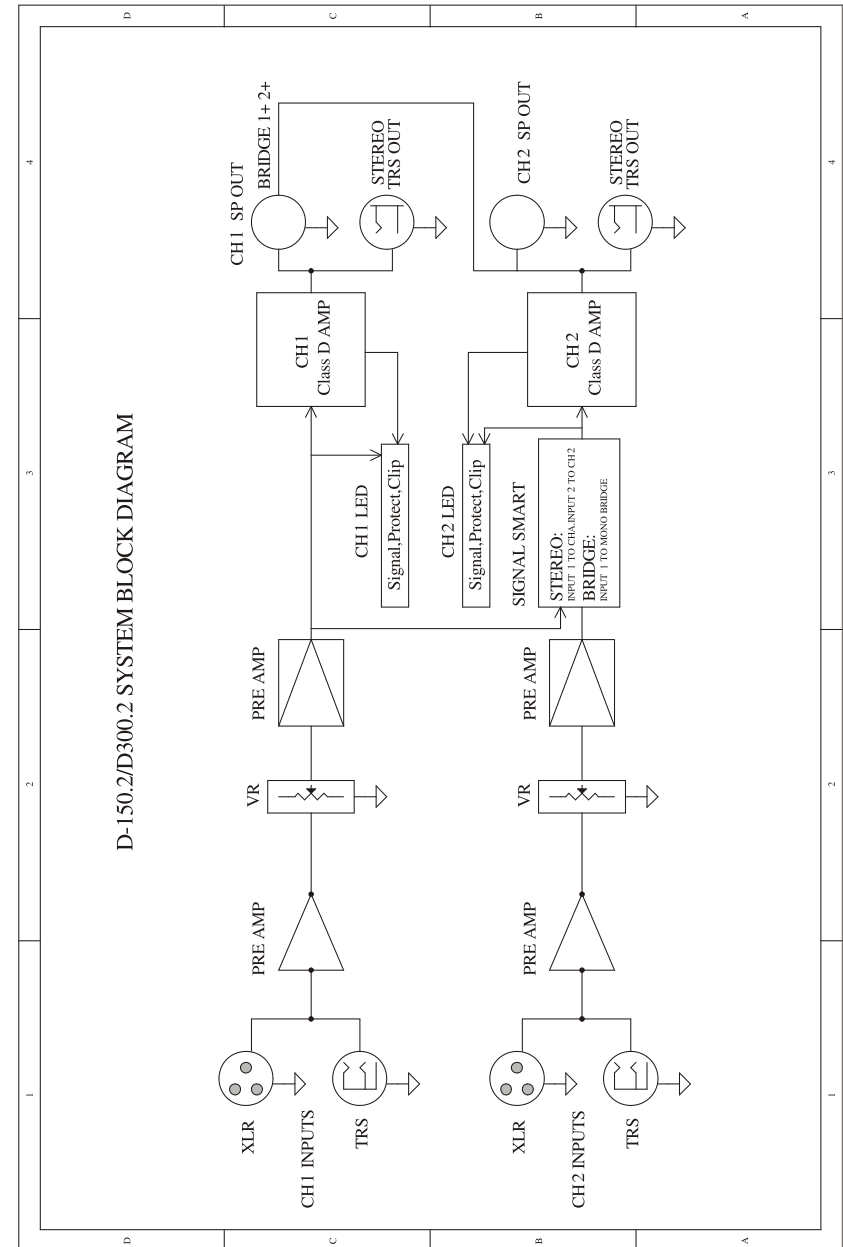 D-150.2/D300.2 SYSTEM BLOCK DIAGRAM
1
2
3
4
D
C
B
A
XLR
CH1 INPUTS
TRS
PRE AMP
VR
PRE AMP
CH1 LED
Signal,Protect,Clip
CH1
Class D AMP
CH1 SP OUT
BRIDGE 1+ 2+
STEREO
TRS OUT
XLR
CH2 INPUTS
TRS
PRE AMP
VR
PRE AMP
CH2 LED
Signal,Protect,Clip
SIGNAL SMART
STEREO:
INPUT 1 TO CHA.INPUT 2 TO CH2
BRIDGE:
INPUT 1 TO MONO BRIDGE
CH2
Class D AMP
CH2 SP OUT
STEREO
TRS OUT
D
C
B
A
1
2
3
4